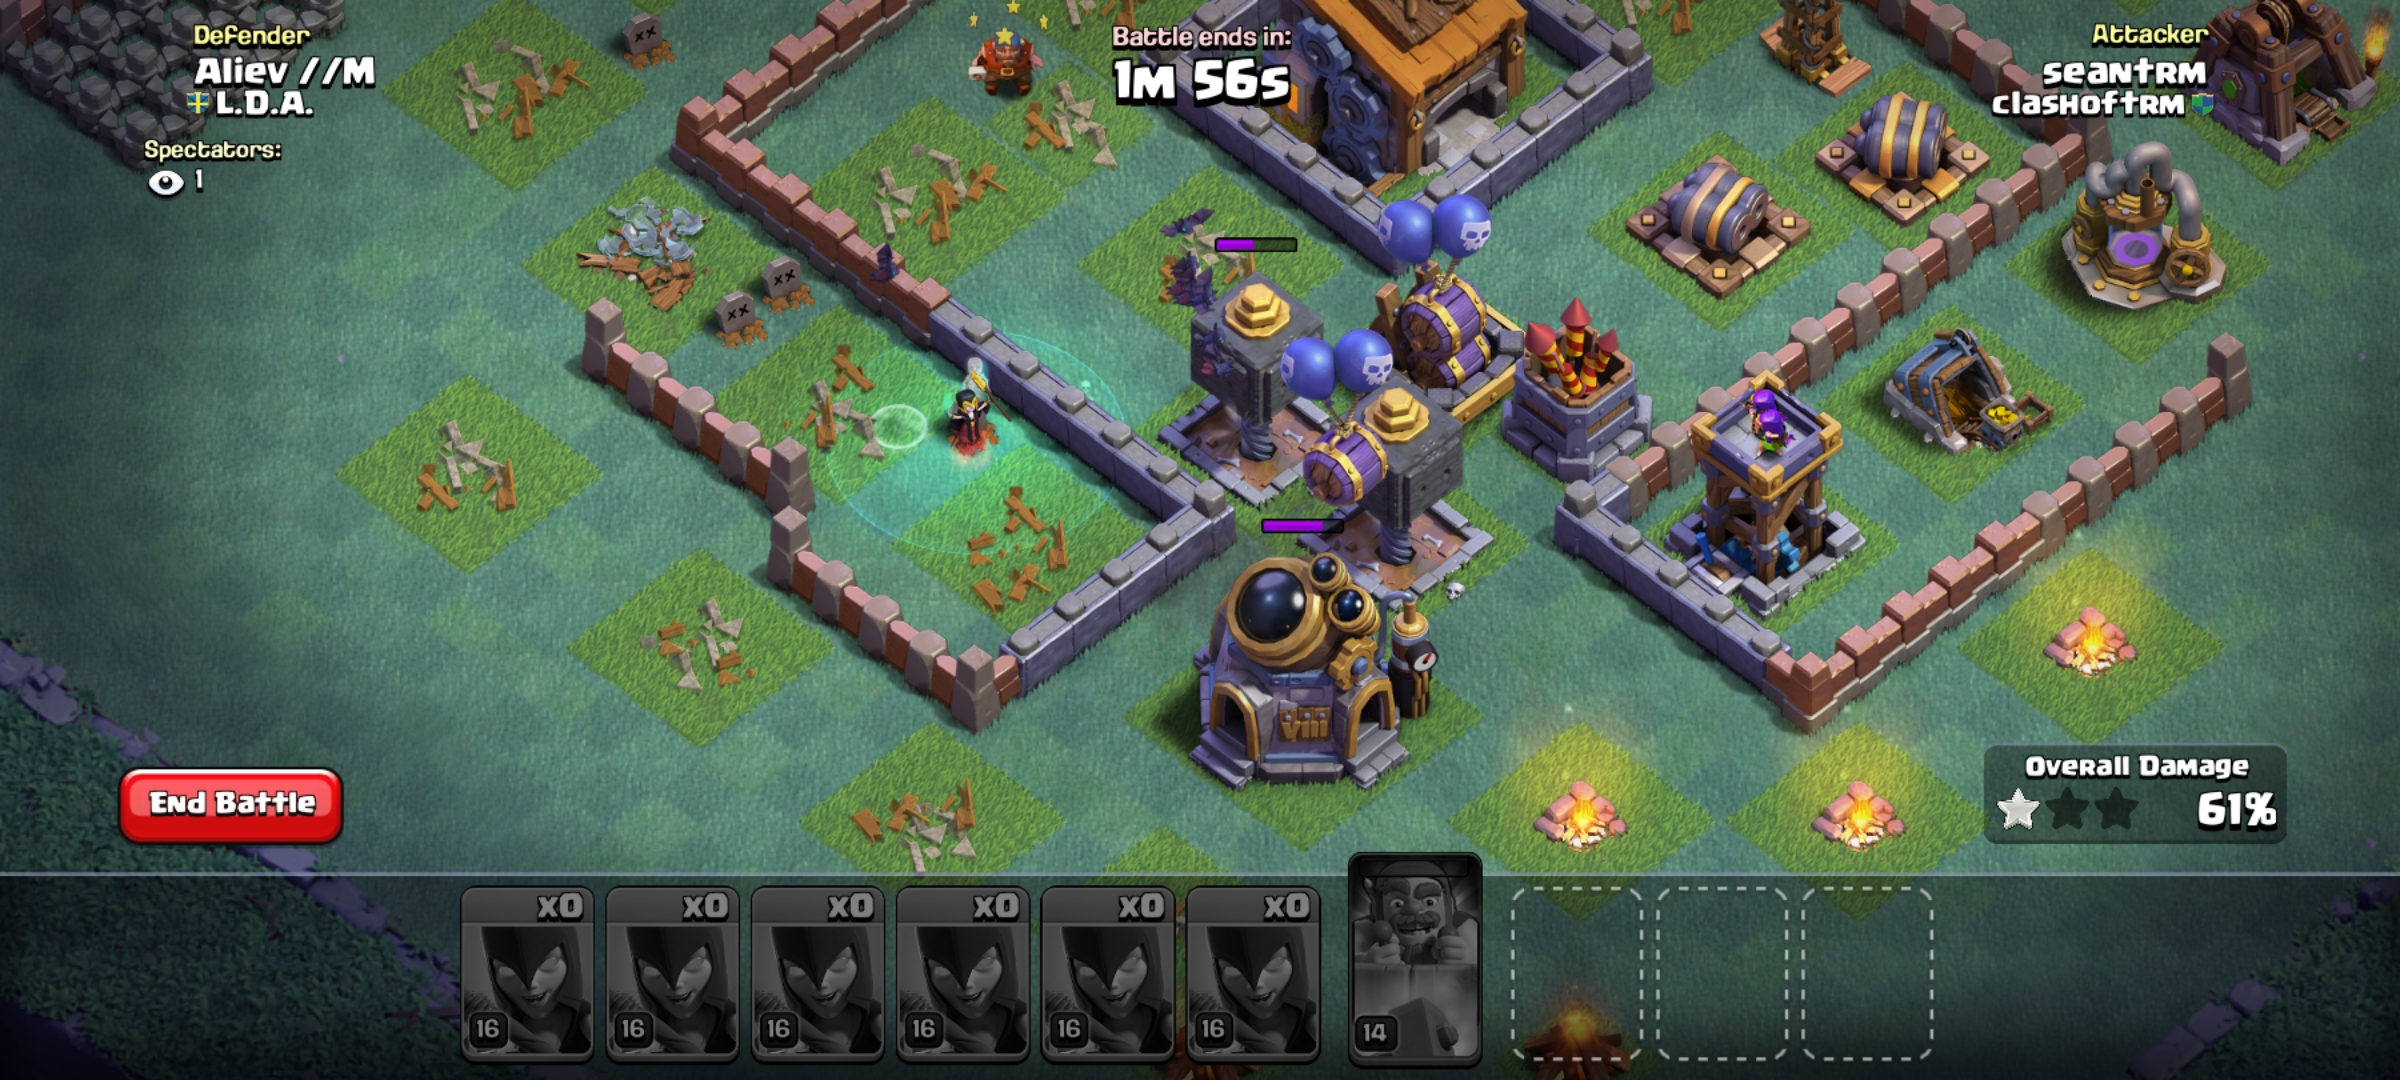 Defender
Aliev //M
L.D.A.
Spectators:
1
Battle ends in:
1M 56s
Attacker
seantRM
clashoftRM
VIII
End Battle
Overall Damage
61%
x0
x0
x0
x0
x0
x0
16
16
16
16
16
16
14